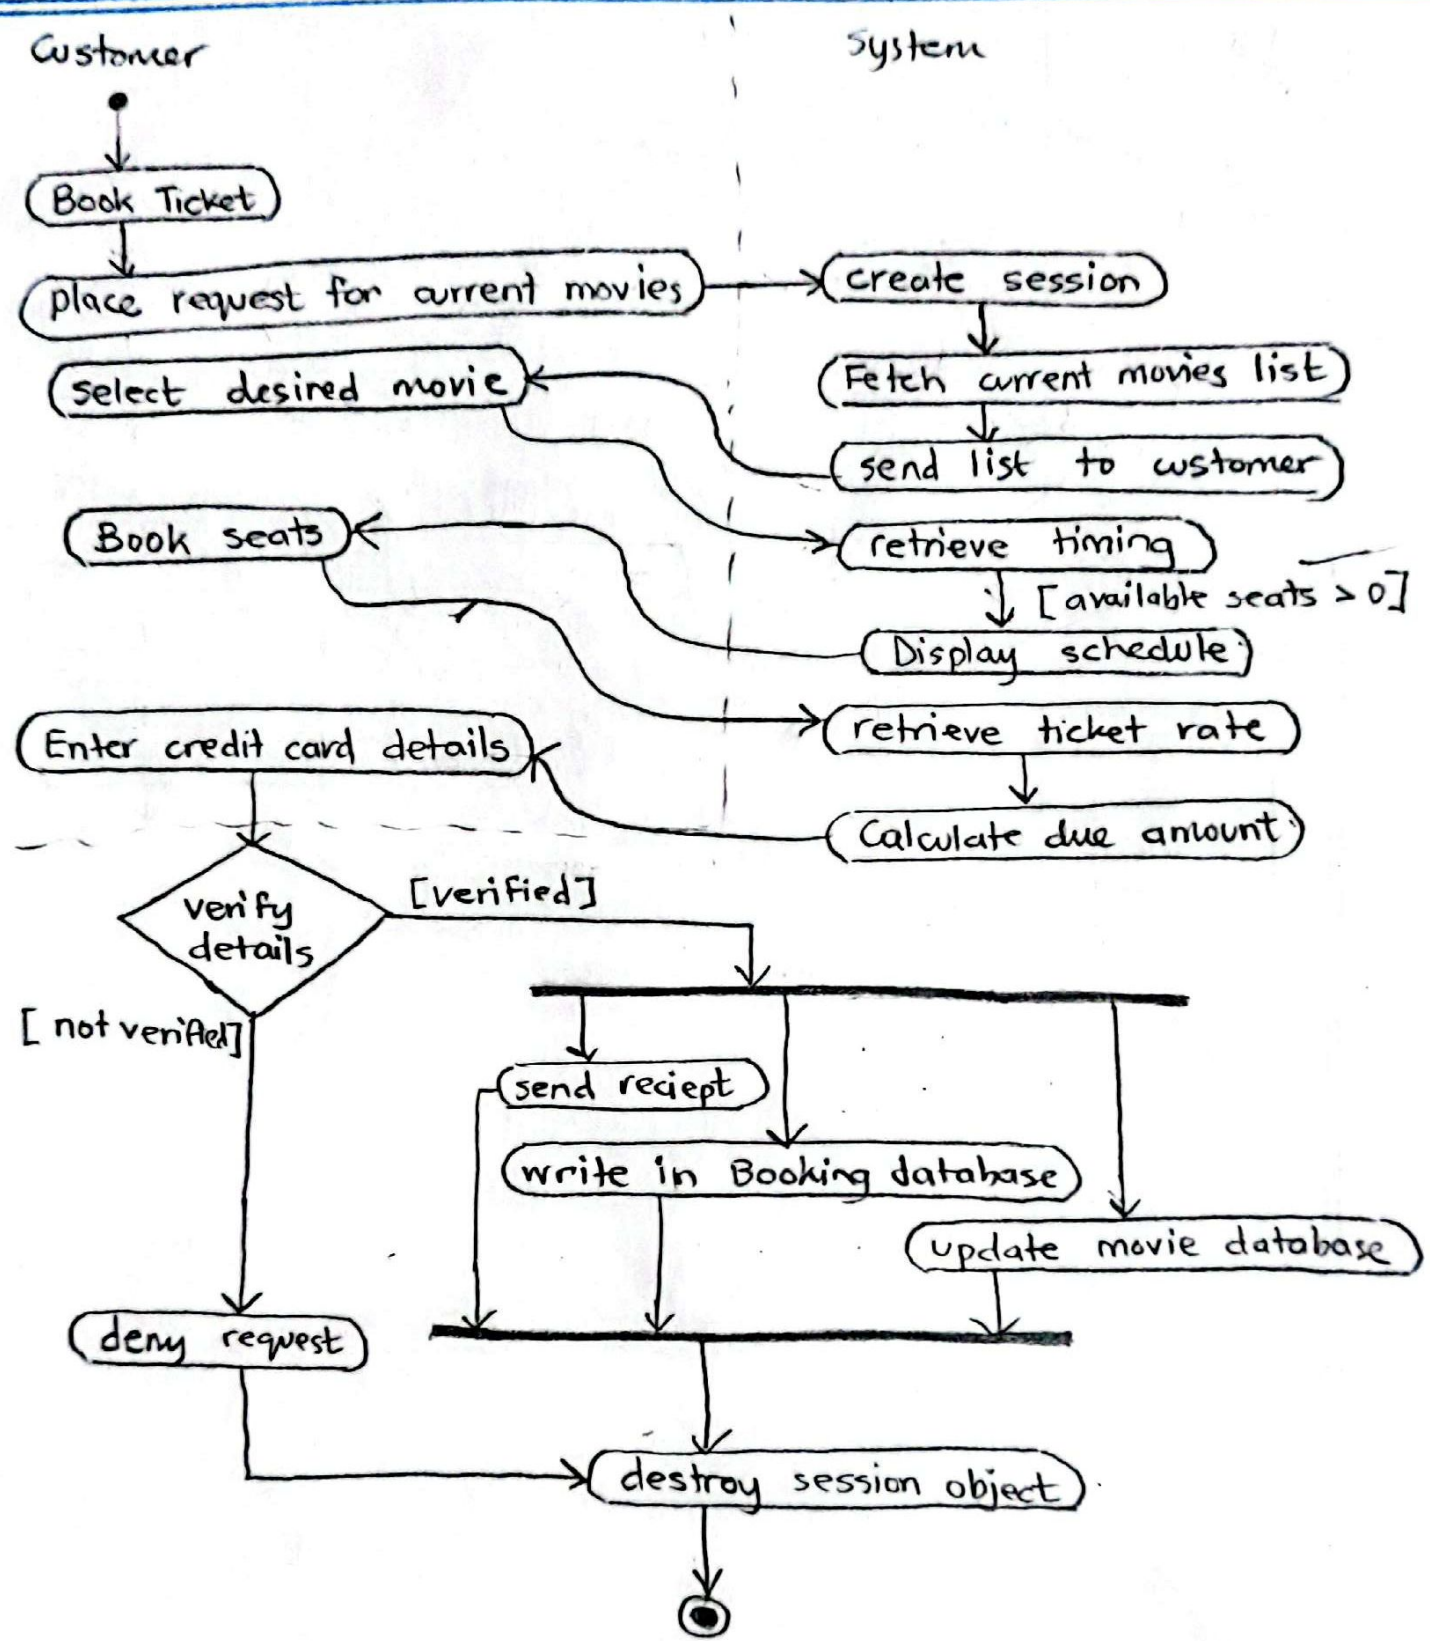 Customer
System
Book Ticket
place request for current movies
create session
select desired movie
Fetch current movies list
send list to customer
Book seats
retrieve timing
[available seats > 0]
Display schedule
Enter credit card details
retrieve ticket rate
Calculate due amount
verify
details
[verified]
[not verified]
send reciept
write in Booking database
update movie database
deny request
destroy session object